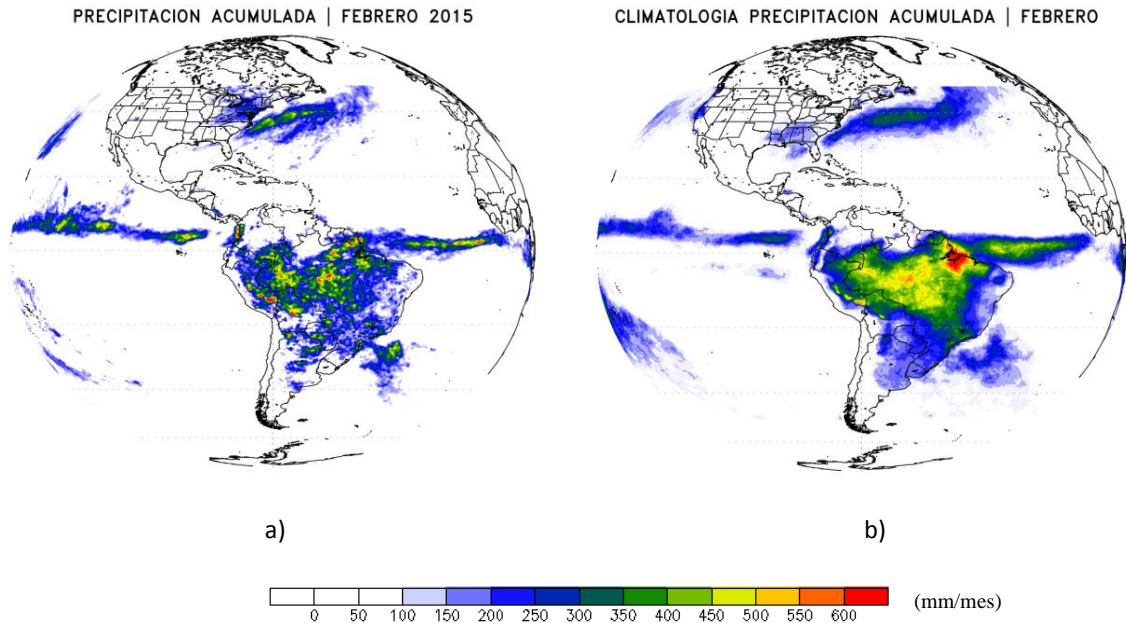 PRECIPITACION ACUMULADA | FEBRERO 2015
CLIMATOLOGIA PRECIPITACION ACUMULADA | FEBRERO
a)
b)
0 50 100 150 200 250 300 350 400 450 500 550 600
(mm/mes)